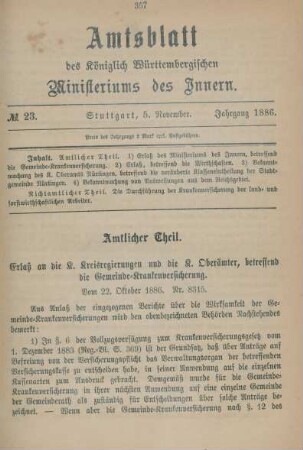 357
Amtsblatt
des Königlich Württembergischen
Ministeriums des Innern.
№ 23.   Stuttgart, 5. November.   Jahrgang 1886.
Preis des Jahrgangs 2 Mark excl. Postgebühren.
Inhalt. Amtlicher Theil. 1) Erlaß des Ministeriums des Innern, betreffend
die Gemeinde-Krankenversicherung. 2) Erlaß, betreffend die Wirthschaften. 3) Bekannt-
machung des K. Oberamts Nürtingen, betreffend die veränderte Klasseneintheilung der Stadt-
gemeinde Nürtingen. 4) Bekanntmachung von Entscheidungen aus dem Rechtsgebiet.
Nichtamtlicher Theil. Die Durchführung der Krankenversicherung der land- und
forstwirthschaftlichen Arbeiter.
Amtlicher Theil.
Erlaß an die K. Kreisregierungen und die K. Oberämter, betreffend
die Gemeinde-Krankenversicherung.
Vom 22. Oktober 1886. Nr. 8315.
Aus Anlaß der eingezogenen Berichte über die Wirksamkeit der Ge-
meinde-Krankenversicherung wird den obenbezeichneten Behörden Nachstehendes
bemerkt:
1) In § 6 der Vollzugsverfügung zum Krankenversicherungsgesetz vom
1. Dezember 1883 (Reg.-Bl. S. 369) ist der Grundsatz, daß über Anträge auf
Befreiung von der Versicherungspflicht das Verwaltungsorgan der betreffenden
Versicherungskasse zu entscheiden habe, in seiner Anwendung auf die einzelnen
Kassenarten zum Ausdruck gebracht. Demgemäß wurde für die Gemeinde-
Krankenversicherung in ihrer Anwendung auf eine einzelne Gemeinde
der Gemeinderath als zuständig für Entscheidungen über solche Anträge be-
zeichnet. — Wenn aber die Gemeinde-Krankenversicherung nach § 12 des